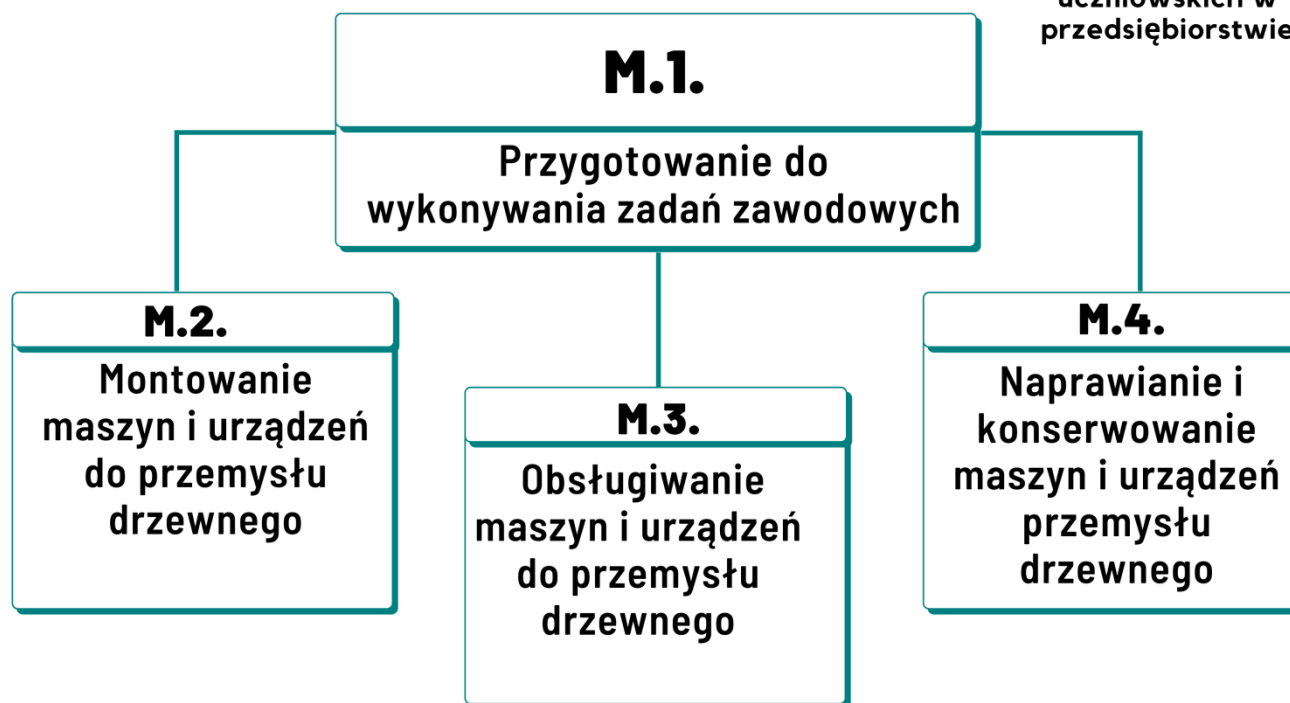 uczniowskich w
przedsiębiorstwie
M.1.
Przygotowanie do
wykonywania zadań zawodowych
M.2.
Montowanie
maszyn i urządzeń
do przemysłu
drzewnego
M.3.
Obsługiwanie
maszyn i urządzeń
do przemysłu
drzewnego
M.4.
Naprawianie i
konserwowanie
maszyn i urządzeń
przemysłu
drzewnego